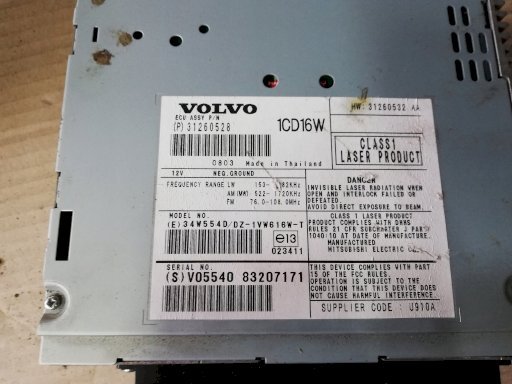 VOLVO
ECU ASSY P/N
(P) 31260528
1CD16W
HW: 31260532 AA
0803 Made in Thailand
CLASS1
LASER PRODUCT
12V NEG.GROUND
FREQUENCY RANGE LW 150-
AM(MW) 522-1720KHz
FM 76.0-108.0MHz
DANGER
INVISIBLE LASER RADIATION WHEN
OPEN AND INTERLOCK FAILED OR
DEFEATED.
AVOID DIRECT EXPOSURE TO BEAM.
MODEL NO.
(E)34W554D/DZ-1VW616W-T
e13
023411
CLASS 1 LASER PRODUCT
PRODUCT COMPLIES WITH DHHS
RULES 21 CFR SUBCHAPTER J PART
1040-10 AT DATE OF MANUFACTURE.
MANUFACTURED
MITSUBISHI ELECTRIC
SERIAL NO.
(S)V05540 83207171
THIS DEVICE COMPLIES WITH PART
15 OF THE FCC RULES.
OPERATION IS SUBJECT TO THE
CONDITION THAT THIS DEVICE DOES
NOT CAUSE HARMFUL INTERFERENCE.
SUPPLIER CODE : U910A